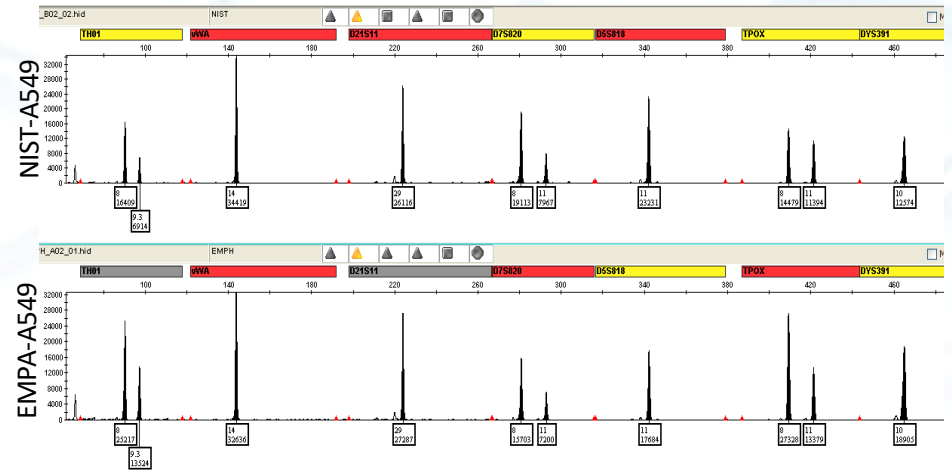 _B02_02.hid NIST
TH01 vWA D21S11 D7S820 D5S818 TPOX DYS391
100 140 180 220 260 300 340 380 420 460
NIST-A549
32000
28000
24000
20000
16000
12000
8000
4000
0
8 14 29 8 11 11 8 11 10
16409 34419 26116 19113 7967 23231 14479 11394 12574
9.3
6914
H_A02_01.hid EMPH
TH01 vWA D21S11 D7S820 D5S818 TPOX DYS391
100 140 180 220 260 300 340 380 420 460
EMPA-A549
32000
28000
24000
20000
16000
12000
8000
4000
0
8 14 29 8 11 11 8 11 10
25217 32636 27287 15703 7200 17684 27328 13379 18905
9.3
13524